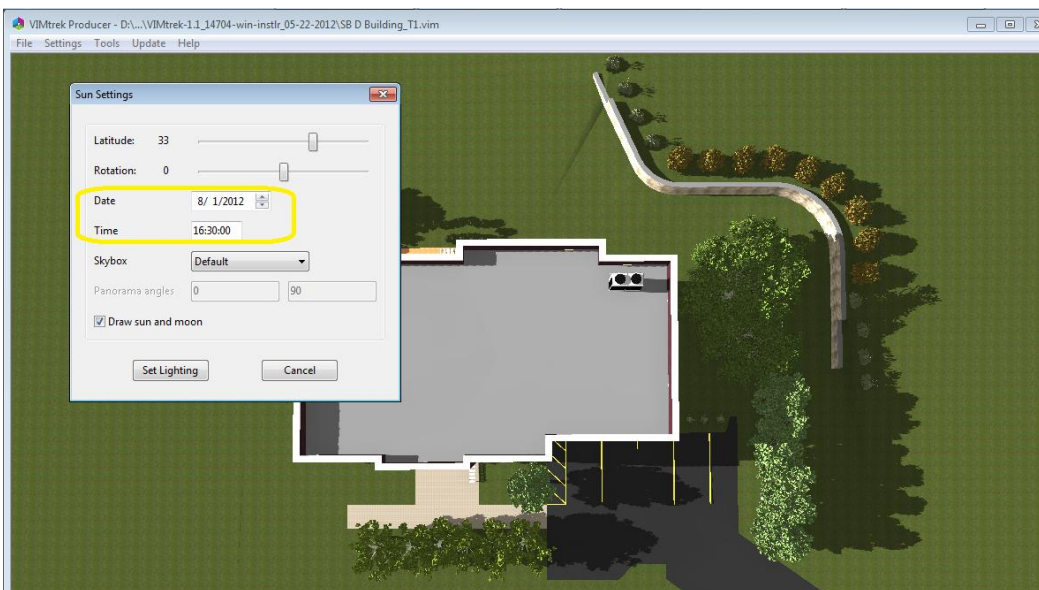 VIMtrek Producer - D:\...\VIMtrek-1.1_14704-win-instlr_05-22-2012\SB D Building_T1.vim
File Settings Tools Update Help
Sun Settings
Latitude: 33
Rotation: 0
Date 8/ 1/2012
Time 16:30:00
Skybox Default
Panorama angles 0 90
Draw sun and moon
Set Lighting Cancel